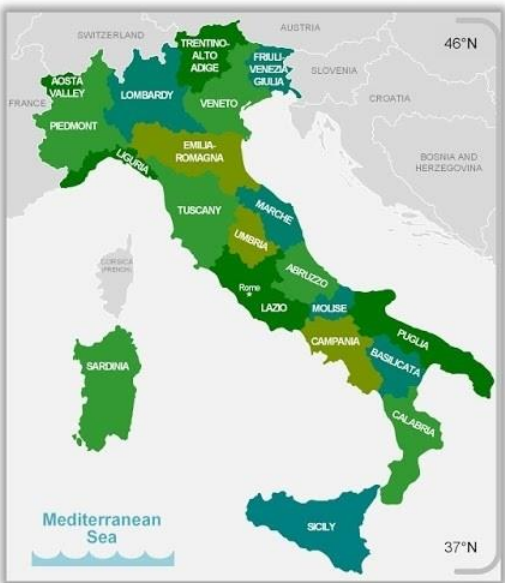 SWITZERLAND
AUSTRIA
46°N
TRENTINO-
ALTO
ADIGE
FRIULI-
VENEZIA
GIULIA
SLOVENIA
AOSTA
VALLEY
LOMBARDY
VENETO
CROATIA
FRANCE
PIEDMONT
EMILIA-
ROMAGNA
BOSNIA AND
HERZEGOVINA
LIGURIA
TUSCANY
MARCHE
UMBRIA
CORSICA
(FRENCH)
ABRUZZO
Rome
LAZIO
MOLISE
PUGLIA
CAMPANIA
BASILICATA
SARDINIA
CALABRIA
Mediterranean
Sea
SICILY
37°N